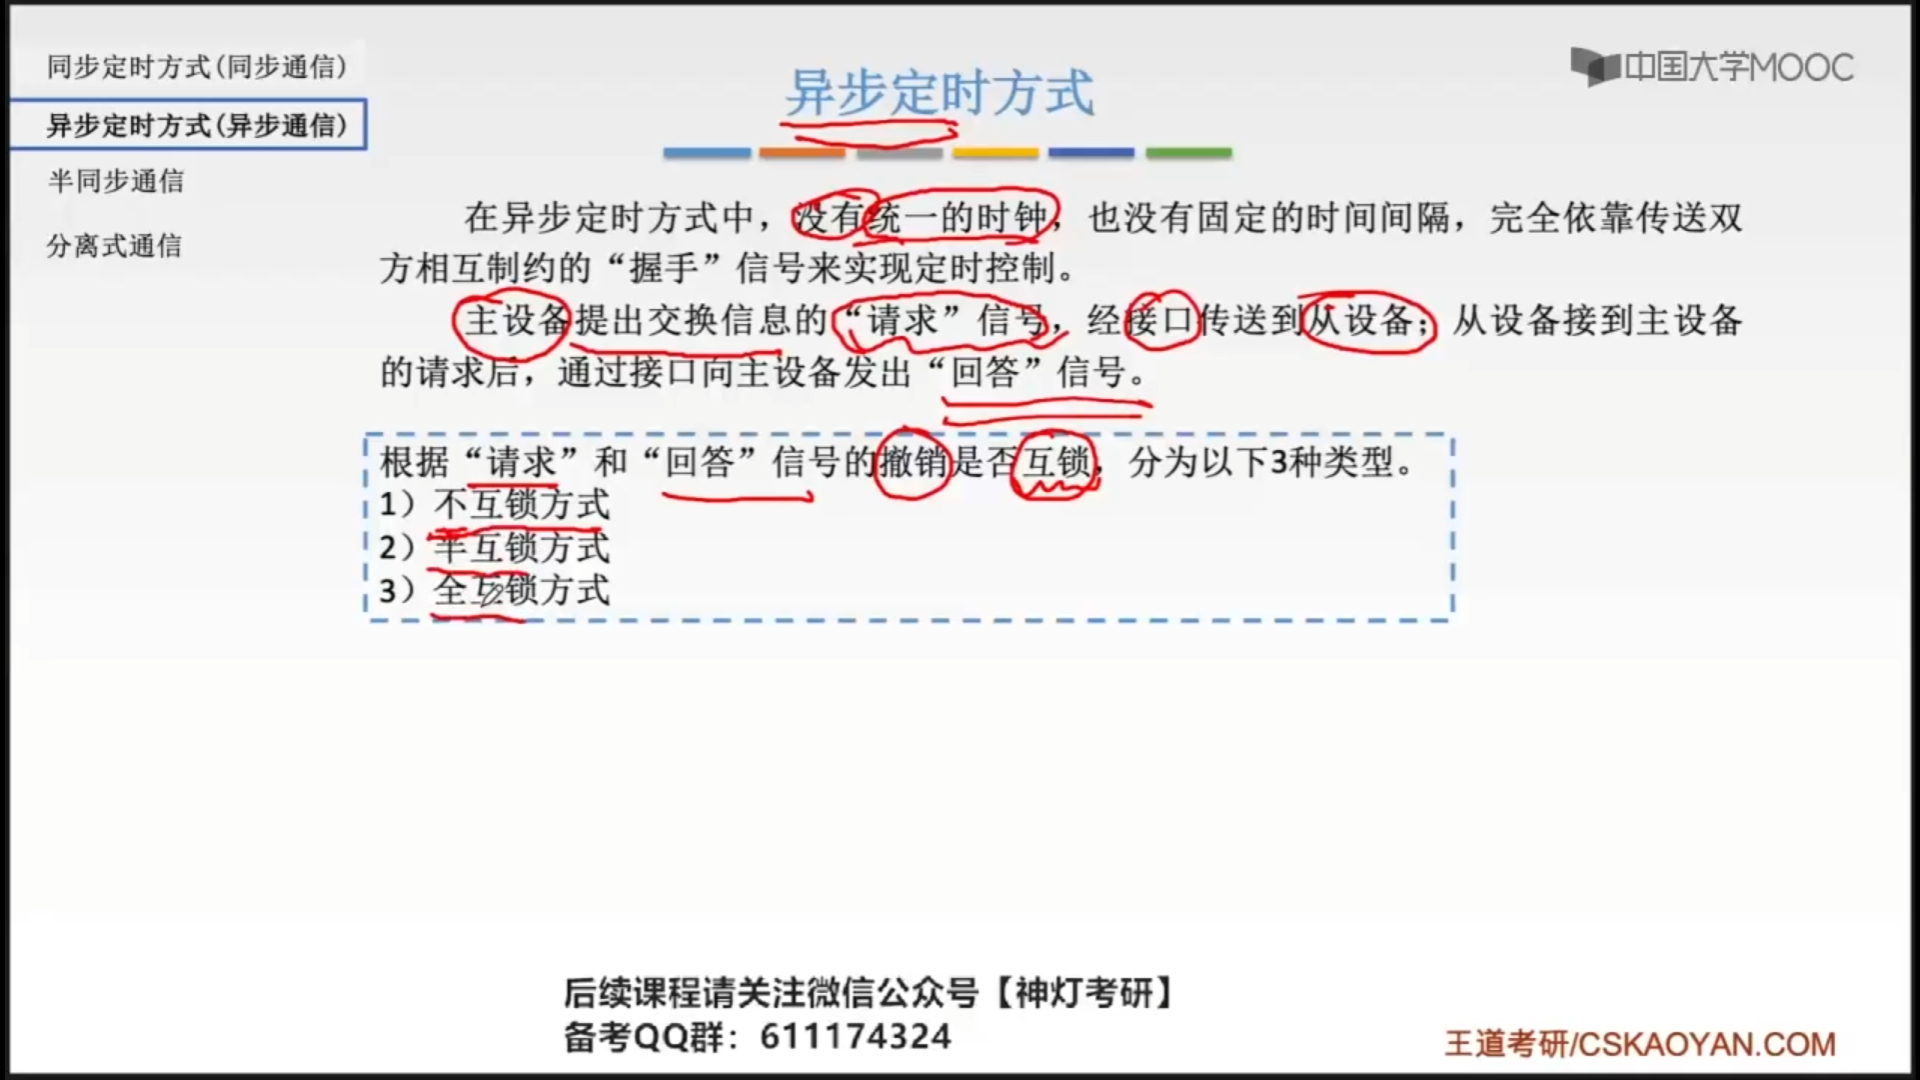 同步定时方式(同步通信)
异步定时方式(异步通信)
半同步通信
分离式通信
异步定时方式
中国大学MOOC
在异步定时方式中，没有统一的时钟，也没有固定的时间间隔，完全依靠传送双
方相互制约的“握手”信号来实现定时控制。
主设备提出交换信息的“请求”信号，经接口传送到从设备；从设备接到主设备
的请求后，通过接口向主设备发出“回答”信号。
根据“请求”和“回答”信号的撤销是否互锁，分为以下3种类型。
1）不互锁方式
2）半互锁方式
3）全互锁方式
后续课程请关注微信公众号【神灯考研】
备考QQ群：611174324
王道考研/CSKAOYAN.COM